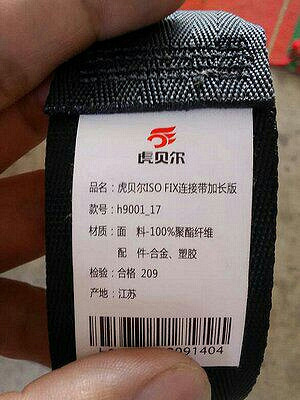 虎贝尔
品名：虎贝尔ISO FIX连接带加长版
款号：h9001_17
材质：面 料-100%聚酯纤维
配 件-合金、塑胶
检验：合格 209
产地：江苏
091404